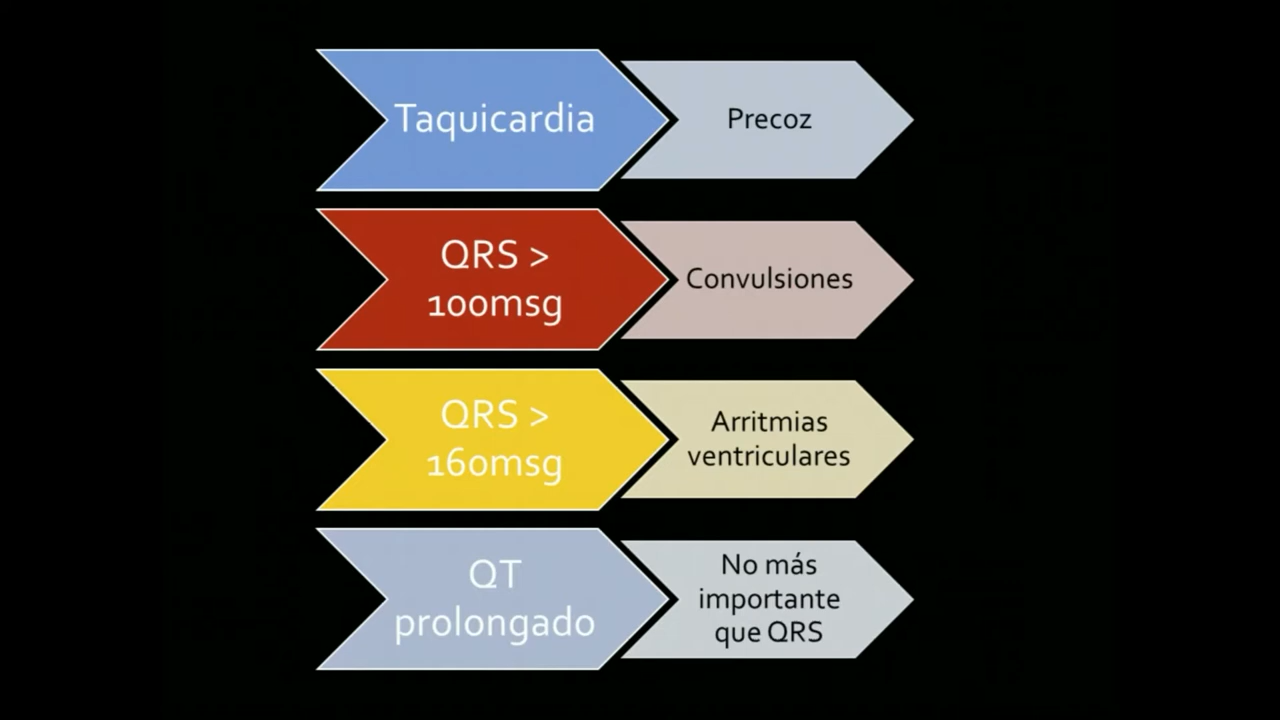 Taquicardia
Precoz
QRS >
100msg
Convulsiones
QRS >
160msg
Arritmias
ventriculares
QT
prolongado
No más
importante
que QRS